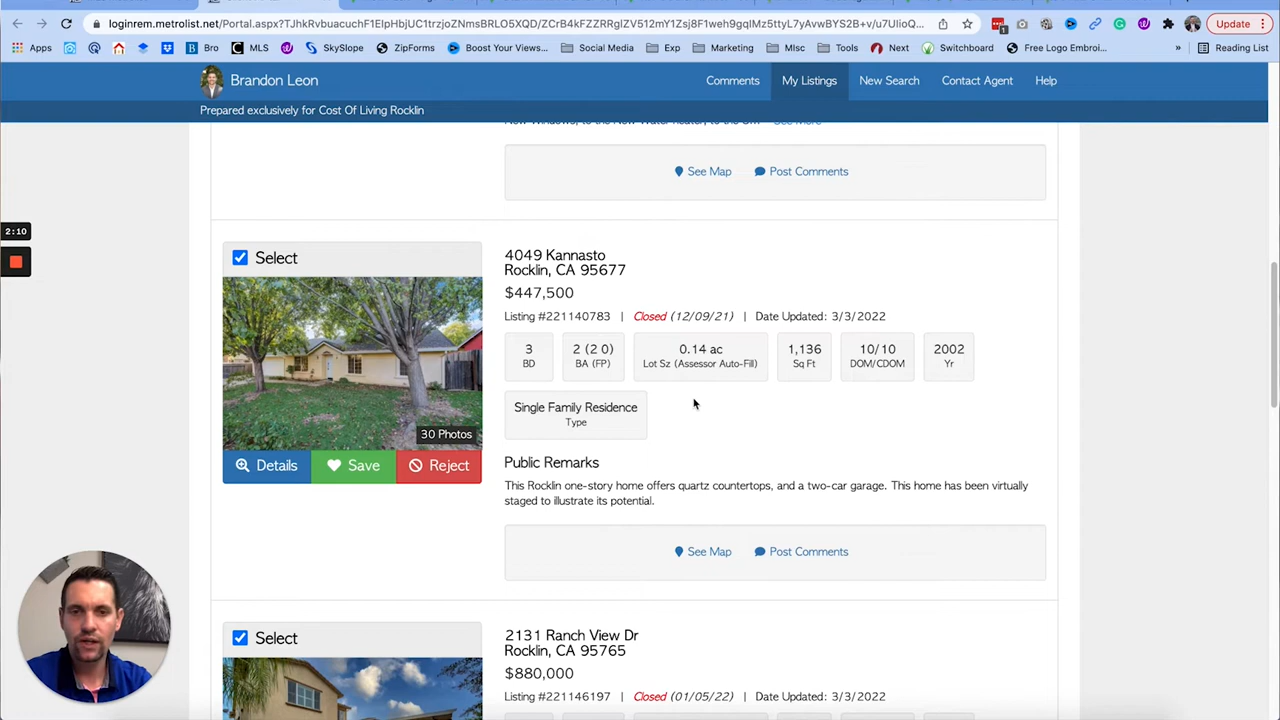 loginrem.metrolist.net/Portal.aspx?
Update
Apps
Bro
MLS
SkySlope
ZipForms
Boost Your Views...
Social Media
Exp
Marketing
MIsc
Tools
Next
Switchboard
Free Logo Embroi...
»
Reading List
Brandon Leon
Comments
My Listings
New Search
Contact Agent
Help
Prepared exclusively for Cost Of Living Rocklin
See Map
Post Comments
2:10
Select
4049 Kannasto
Rocklin, CA 95677
$447,500
Listing #221140783 | Closed (12/09/21) | Date Updated: 3/3/2022
3
BD
2 (2 0)
BA (FP)
0.14 ac
Lot Sz (Assessor Auto-Fill)
1,136
Sq Ft
10/10
DOM/CDOM
2002
Yr
Single Family Residence
Type
30 Photos
Details
Save
Reject
Public Remarks
This Rocklin one-story home offers quartz countertops, and a two-car garage. This home has been virtually
staged to illustrate its potential.
See Map
Post Comments
Select
2131 Ranch View Dr
Rocklin, CA 95765
$880,000
Listing #221146197 | Closed (01/05/22) | Date Updated: 3/3/2022